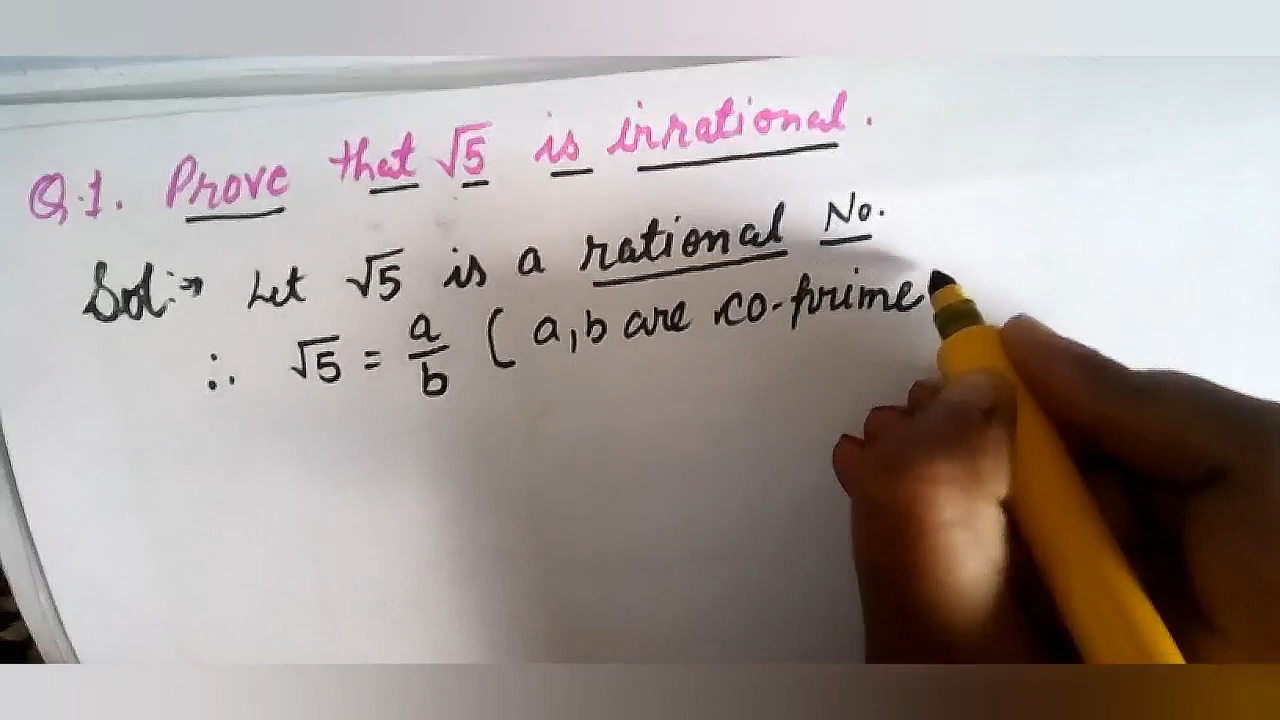 Q.1. Prove that √5 is irrational.
Sol:→ Let √5 is a rational No.
∴ √5 = a/b ( a,b are co-prime